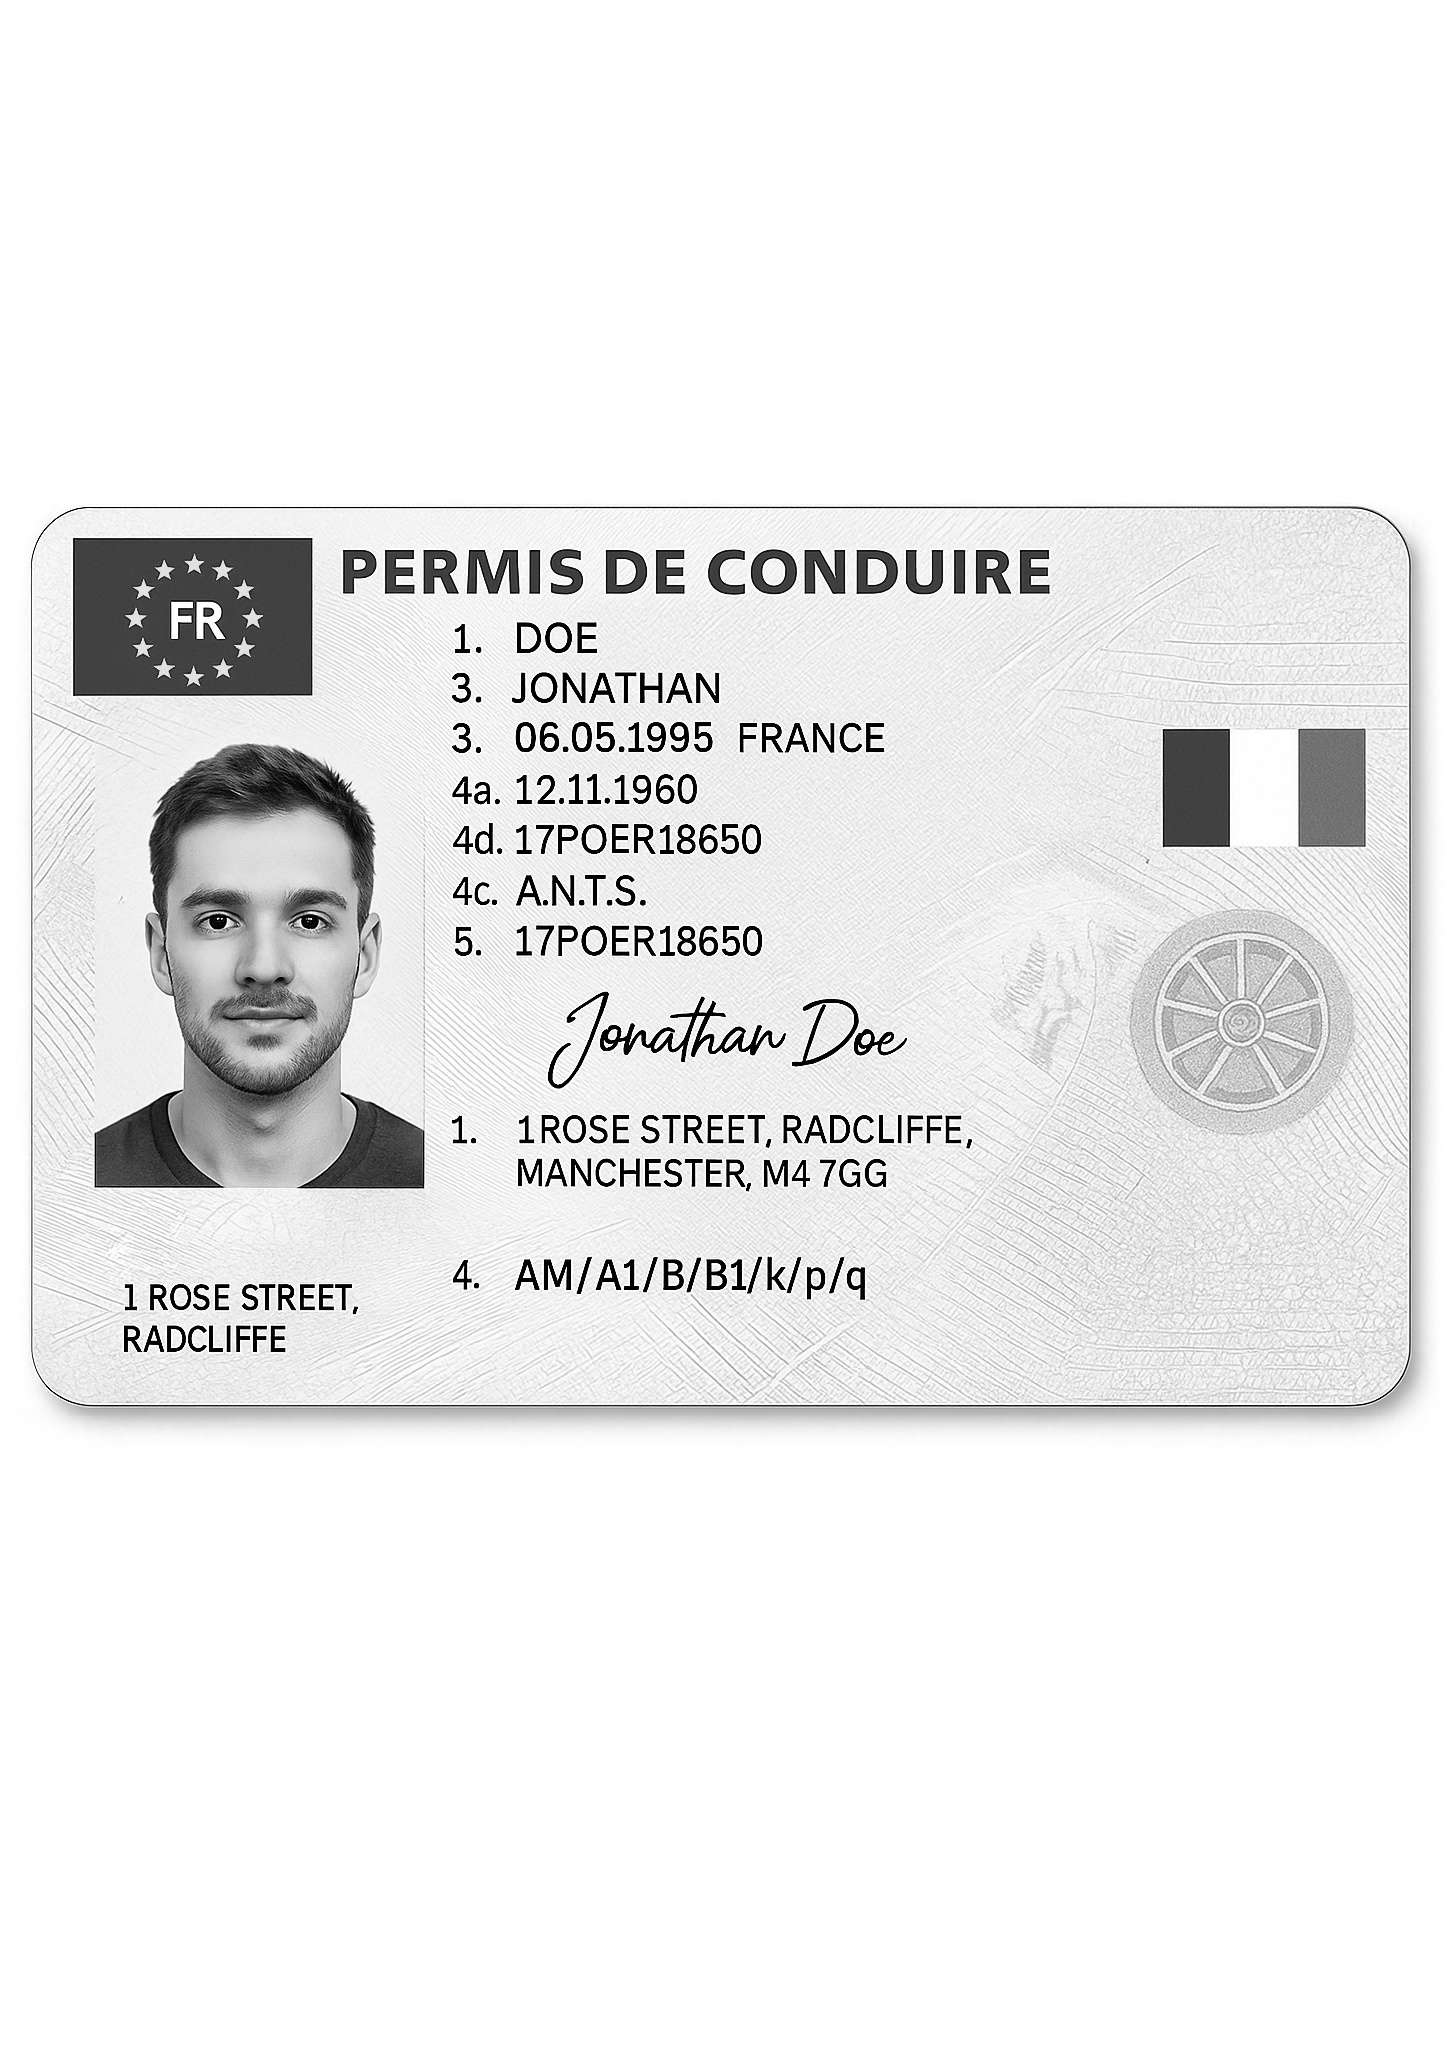 FR
PERMIS DE CONDUIRE
1. DOE
3. JONATHAN
3. 06.05.1995 FRANCE
4a. 12.11.1960
4d. 17POER18650
4c. A.N.T.S.
5. 17POER18650
Jonathan Doe
1. 1 ROSE STREET, RADCLIFFE,
MANCHESTER, M4 7GG
4. AM/A1/B/B1/k/p/q
1 ROSE STREET,
RADCLIFFE